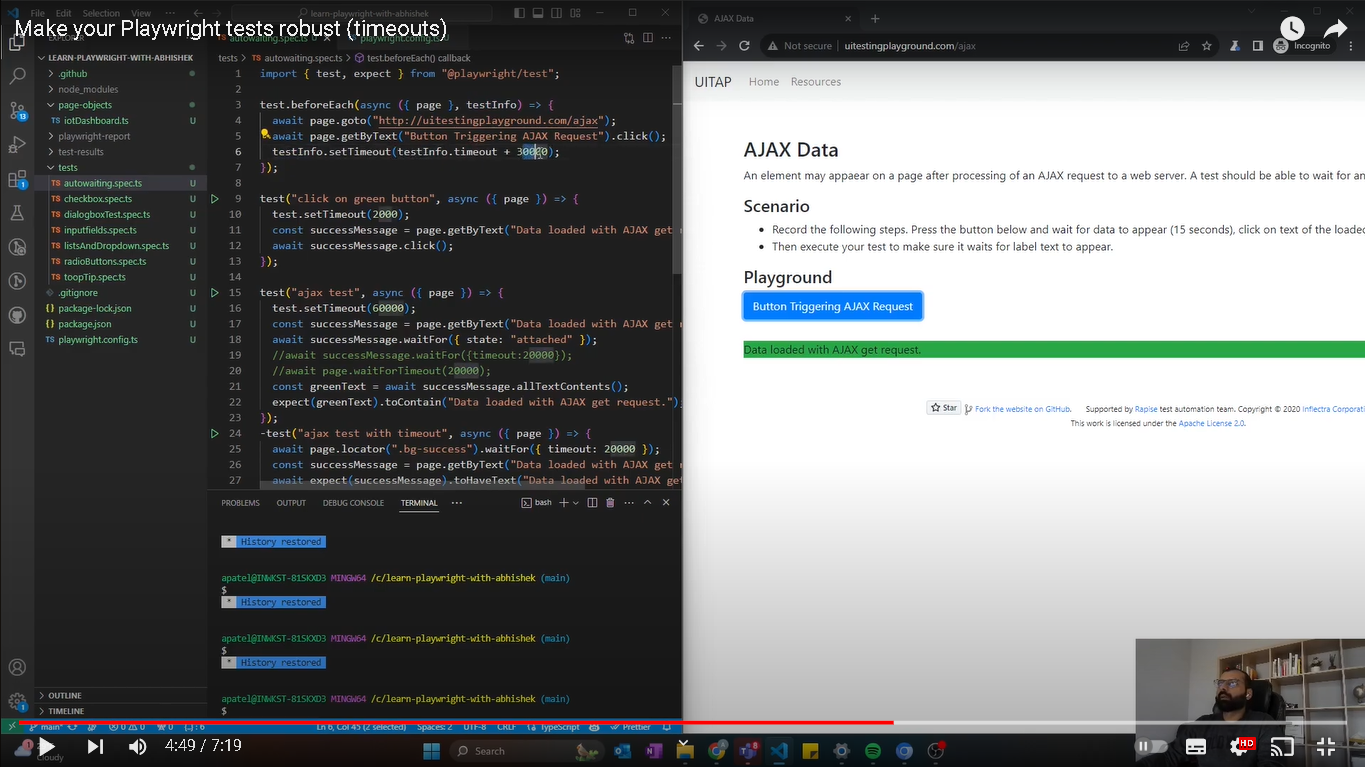 File Edit Selection View ··· learn-playwright-with-abhishek
Make your Playwright tests robust (timeouts)
AJAX Data
EXPLORER autowaiting.spec.ts U playwright.config.ts U
Not secure uitestingplayground.com/ajax Incognito
LEARN-PLAYWRIGHT-WITH-ABHISHEK
tests > TS autowaiting.spec.ts > test.beforeEach() callback
.github
node_modules
page-objects
TS iotDashboard.ts U
playwright-report
test-results
tests
TS autowaiting.spec.ts U
TS checkbox.spec.ts U
TS dialogboxTest.spec.ts U
TS inputfields.spec.ts U
TS listsAndDropdown.spec.ts U
TS radioButtons.spec.ts U
TS toopTip.spec.ts U
.gitignore U
package-lock.json U
package.json U
TS playwright.config.ts U
OUTLINE
TIMELINE
1 import { test, expect } from "@playwright/test";
2
3 test.beforeEach(async ({ page }, testInfo) => {
4 await page.goto("http://uitestingplayground.com/ajax");
5 await page.getByText("Button Triggering AJAX Request").click();
6 testInfo.setTimeout(testInfo.timeout + 30000);
7 });
8
9 test("click on green button", async ({ page }) => {
10 test.setTimeout(2000);
11 const successMessage = page.getByText("Data loaded with AJAX get r
12 await successMessage.click();
13 });
14
15 test("ajax test", async ({ page }) => {
16 test.setTimeout(60000);
17 const successMessage = page.getByText("Data loaded with AJAX get r
18 await successMessage.waitFor({ state: "attached" });
19 //await successMessage.waitFor({timeout:20000});
20 //await page.waitForTimeout(20000);
21 const greenText = await successMessage.allTextContents();
22 expect(greenText).toContain("Data loaded with AJAX get request.");
23 });
24 -test("ajax test with timeout", async ({ page }) => {
25 await page.locator(".bg-success").waitFor({ timeout: 20000 });
26 const successMessage = page.getByText("Data loaded with AJAX get r
27 await expect(successMessage).toHaveText("Data loaded with AJAX get
PROBLEMS OUTPUT DEBUG CONSOLE TERMINAL ··· bash
* History restored
apatel@INWKST-81SKXD3 MINGW64 /c/learn-playwright-with-abhishek (main)
$
* History restored
apatel@INWKST-81SKXD3 MINGW64 /c/learn-playwright-with-abhishek (main)
$
* History restored
apatel@INWKST-81SKXD3 MINGW64 /c/learn-playwright-with-abhishek (main)
$
UITAP Home Resources
AJAX Data
An element may appaear on a page after processing of an AJAX request to a web server. A test should be able to wait for an
Scenario
Record the following steps. Press the button below and wait for data to appear (15 seconds), click on text of the loaded
Then execute your test to make sure it waits for label text to appear.
Playground
Button Triggering AJAX Request
Data loaded with AJAX get request.
Star Fork the website on GitHub. Supported by Rapise test automation team. Copyright © 2020 Inflectra Corporati
This work is licensed under the Apache License 2.0.
main* Ln 6, Col 45 (2 selected) Spaces: 2 UTF-8 CRLF TypeScript Prettier
4:49 / 7:19
Cloudy
Search
HD